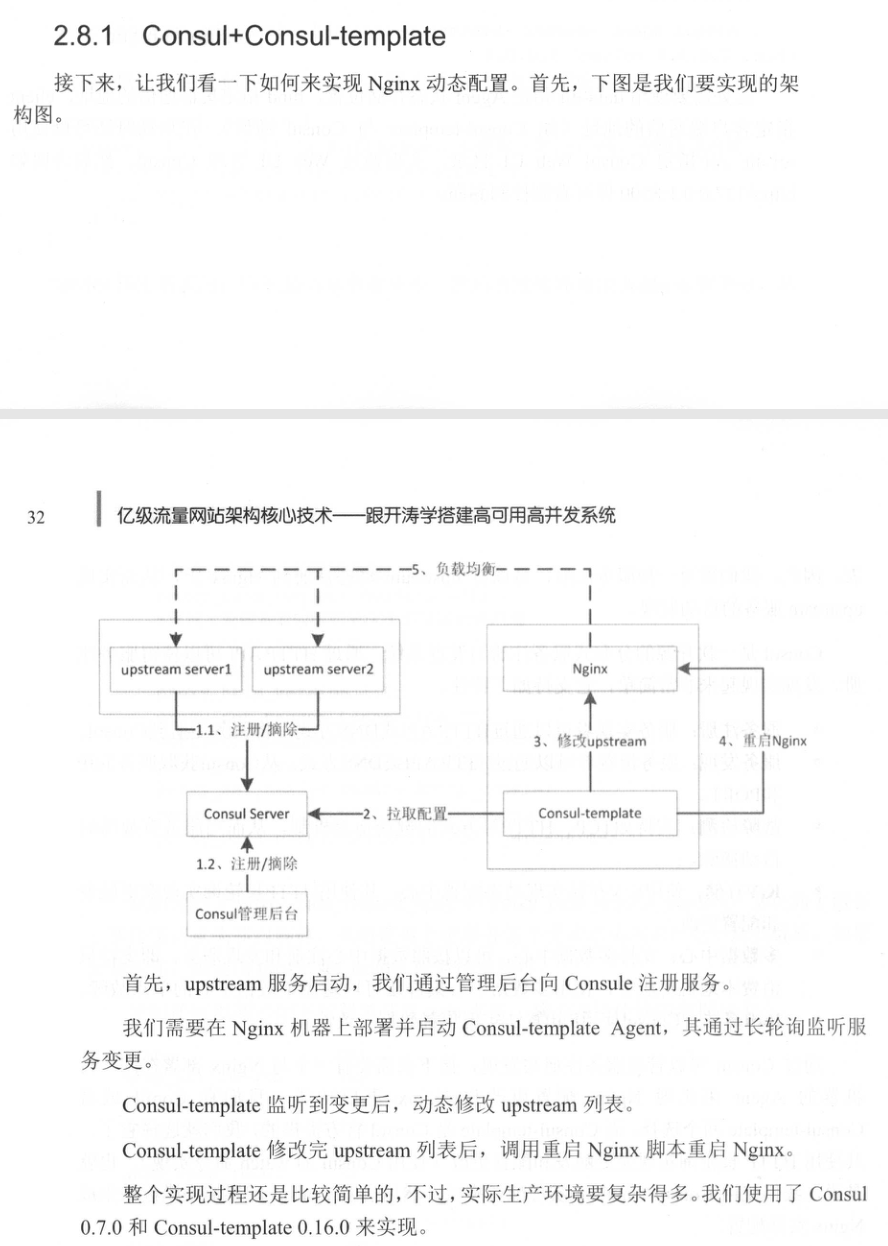 2.8.1 Consul+Consul-template
接下来，让我们看一下如何来实现 Nginx 动态配置。首先，下图是我们要实现的架
构图。
32 亿级流量网站架构核心技术——跟开涛学搭建高可用高并发系统
5、负载均衡
upstream server1
upstream server2
Nginx
1.1、注册/摘除
3、修改upstream
4、重启Nginx
Consul Server
2、拉取配置
Consul-template
1.2、注册/摘除
Consul管理后台
首先，upstream 服务启动，我们通过管理后台向 Consule 注册服务。
我们需要在 Nginx 机器上部署并启动 Consul-template Agent，其通过长轮询监听服
务变更。
Consul-template 监听到变更后，动态修改 upstream 列表。
Consul-template 修改完 upstream 列表后，调用重启 Nginx 脚本重启 Nginx。
整个实现过程还是比较简单的，不过，实际生产环境要复杂得多。我们使用了 Consul
0.7.0 和 Consul-template 0.16.0 来实现。